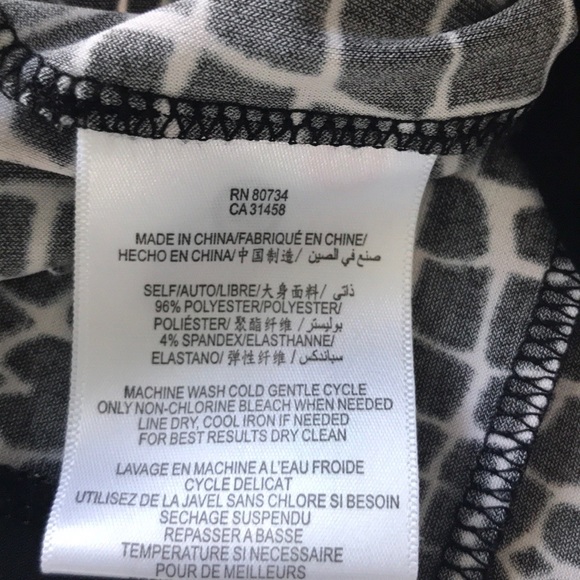 RN 80734
CA 31458
MADE IN CHINA/FABRIQUÉ EN CHINE/
HECHO EN CHINA/中国制造/ صنع في الصين
SELF/AUTO/LIBRE/大身面料/ ذاتي
96% POLYESTER/POLYESTER/
POLIÉSTER/ 聚酯纤维 / بوليستر
4% SPANDEX/ELASTHANNE/
ELASTANO/ 弹性纤维 / سباندكس
MACHINE WASH COLD GENTLE CYCLE
ONLY NON-CHLORINE BLEACH WHEN NEEDED
LINE DRY, COOL IRON IF NEEDED
FOR BEST RESULTS DRY CLEAN
LAVAGE EN MACHINE A L'EAU FROIDE
CYCLE DELICAT
UTILISEZ DE LA JAVEL SANS CHLORE SI BESOIN
SECHAGE SUSPENDU
REPASSER A BASSE
TEMPERATURE SI NECESSAIRE
POUR DE MEILLEURS